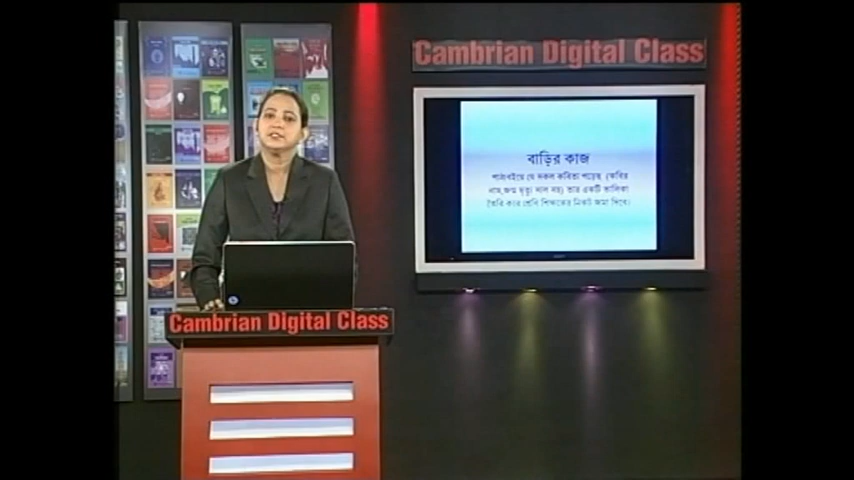 Cambrian Digital Class
বাড়ির কাজ
পাঠ্যবইয়ে যে সকল কবিতা পড়েছ (কবির
নাম,জন্ম মৃত্যু সাল সহ) তার একটি তালিকা
তৈরি করে শ্রেণি শিক্ষকের নিকট জমা দিবে।
Cambrian Digital Class